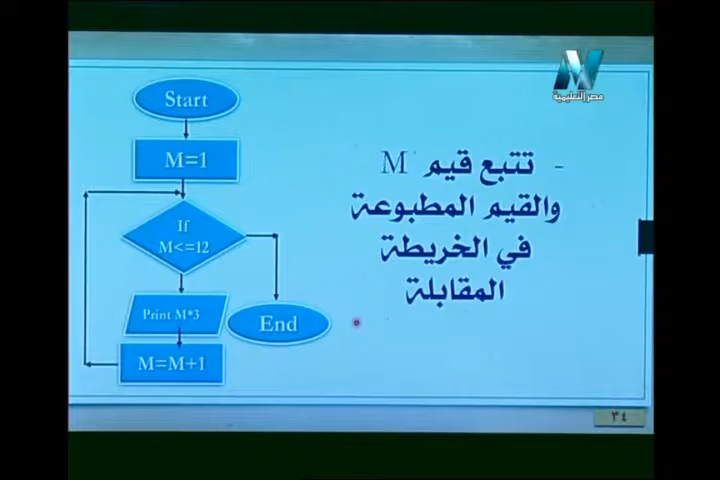 مصر التعليمية
- تتبع قيم M
والقيم المطبوعة
في الخريطة
المقابلة
Start
M=1
If
M<=12
Print M*3
End
M=M+1
٣٤